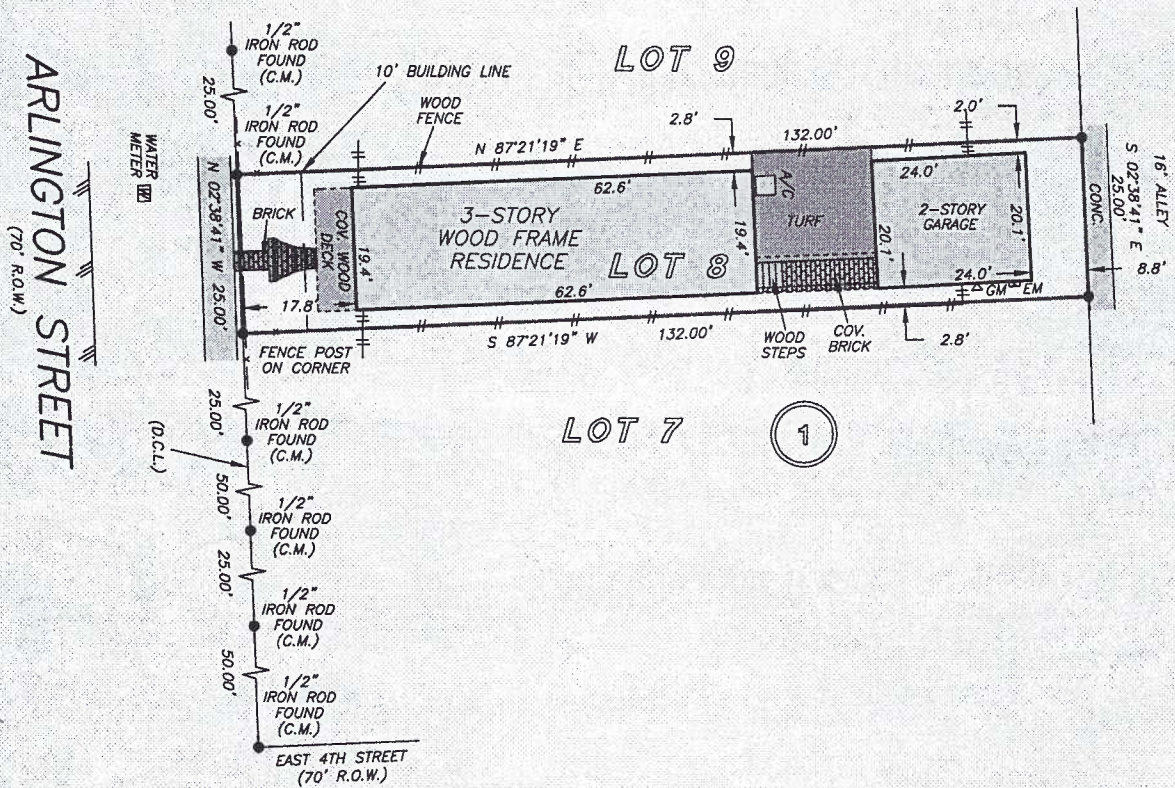 ARLINGTON STREET
(70' R.O.W.)
WATER
METER
WM
1/2"
IRON ROD
FOUND
(C.M.)
25.00'
1/2"
IRON ROD
FOUND
(C.M.)
10' BUILDING LINE
WOOD
FENCE
LOT 9
N 87°21'19" E
2.8'
132.00'
2.0'
16' ALLEY
S 02°38'41" E
25.00'
CONC.
8.8'
N 02°38'41" W 25.00'
BRICK
COV. WOOD
DECK
17.8'
19.4'
62.6'
3-STORY
WOOD FRAME
RESIDENCE
LOT 8
62.6'
19.4'
A/C
TURF
20.1'
24.0'
2-STORY
GARAGE
20.1'
24.0'
GM
EM
S 87°21'19" W
132.00'
WOOD
STEPS
COV.
BRICK
2.8'
FENCE POST
ON CORNER
LOT 7
1
25.00'
1/2"
IRON ROD
FOUND
(C.M.)
(D.C.L.)
50.00'
1/2"
IRON ROD
FOUND
(C.M.)
25.00'
1/2"
IRON ROD
FOUND
(C.M.)
50.00'
1/2"
IRON ROD
FOUND
(C.M.)
EAST 4TH STREET
(70' R.O.W.)